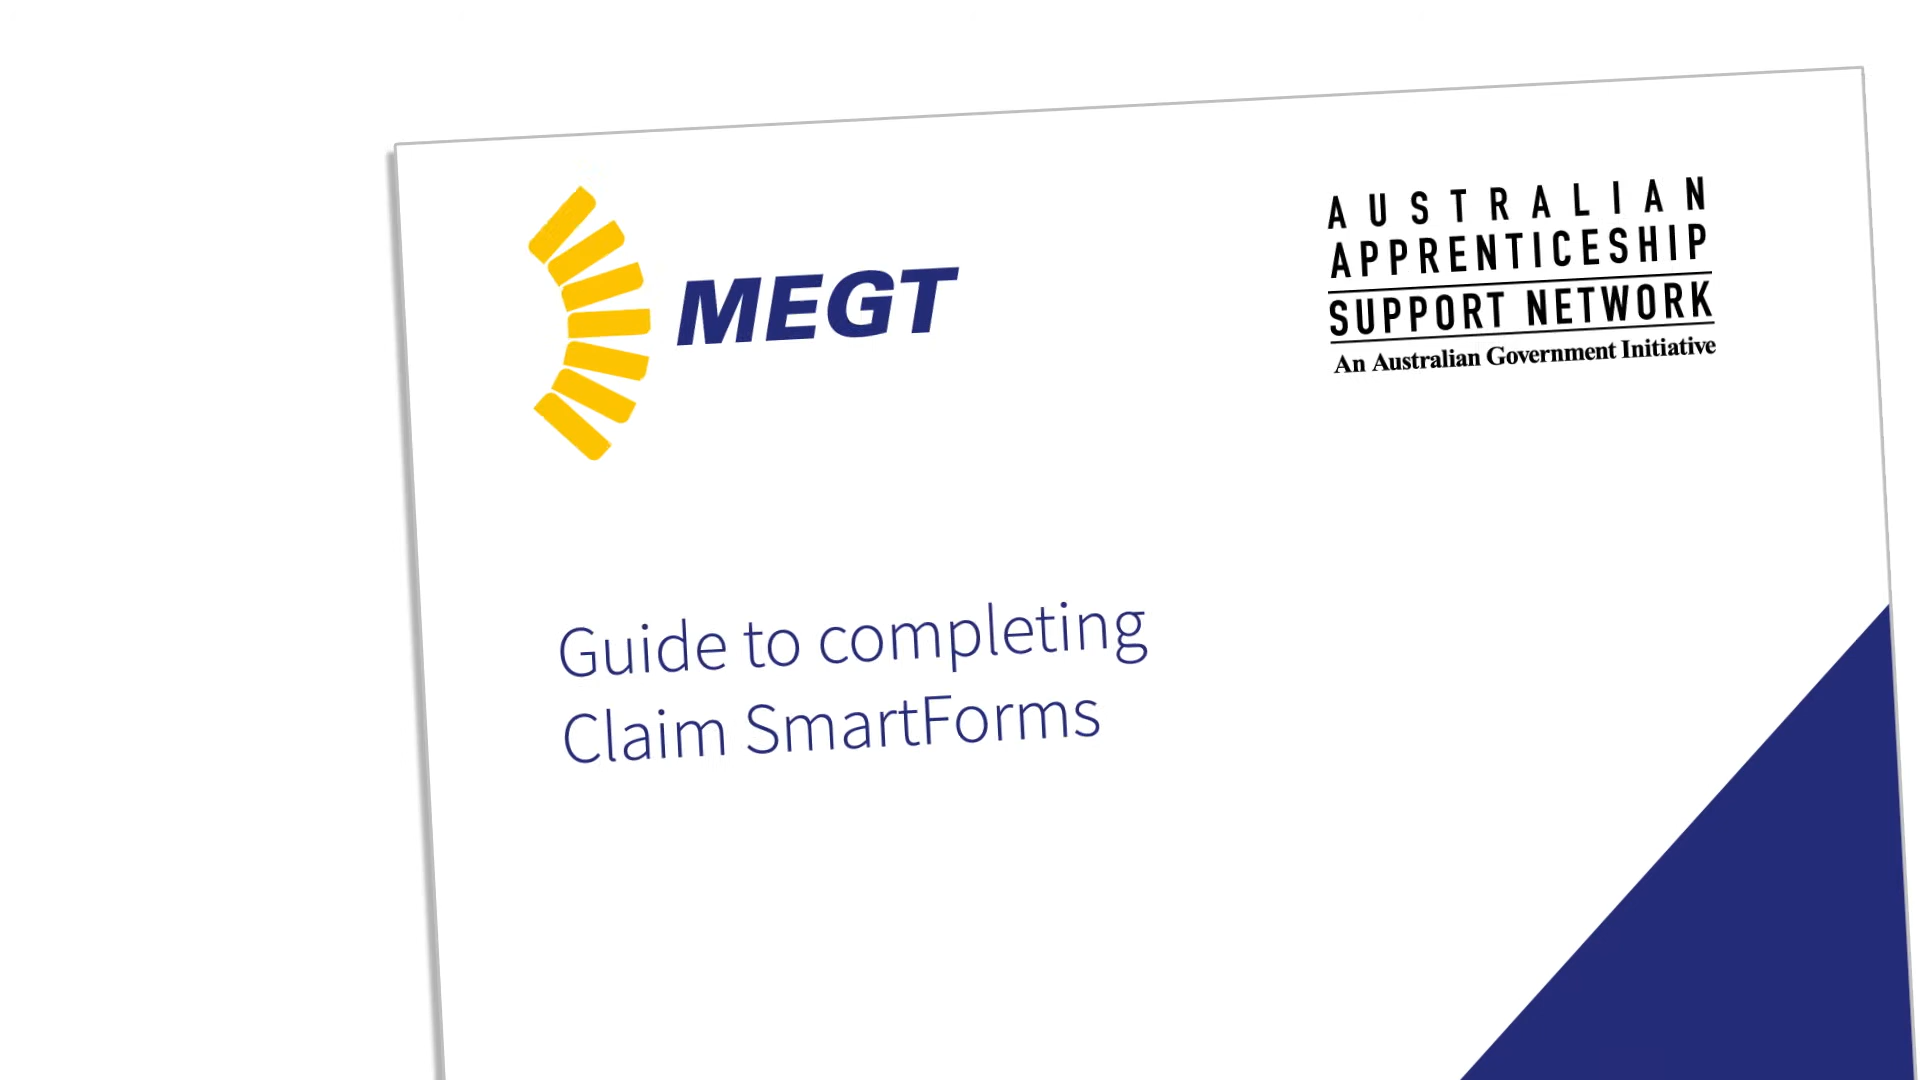 MEGT
AUSTRALIAN
APPRENTICESHIP
SUPPORT NETWORK
An Australian Government Initiative
Guide to completing
Claim SmartForms